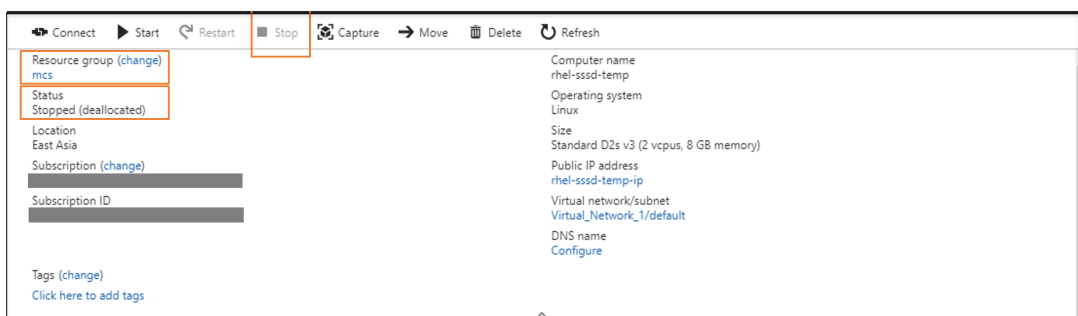 Connect Start Restart Stop Capture Move Delete Refresh
Resource group (change)
mcs
Status
Stopped (deallocated)
Location
East Asia
Subscription (change)
Subscription ID
Tags (change)
Click here to add tags
Computer name
rhel-sssd-temp
Operating system
Linux
Size
Standard D2s v3 (2 vcpus, 8 GB memory)
Public IP address
rhel-sssd-temp-ip
Virtual network/subnet
Virtual_Network_1/default
DNS name
Configure